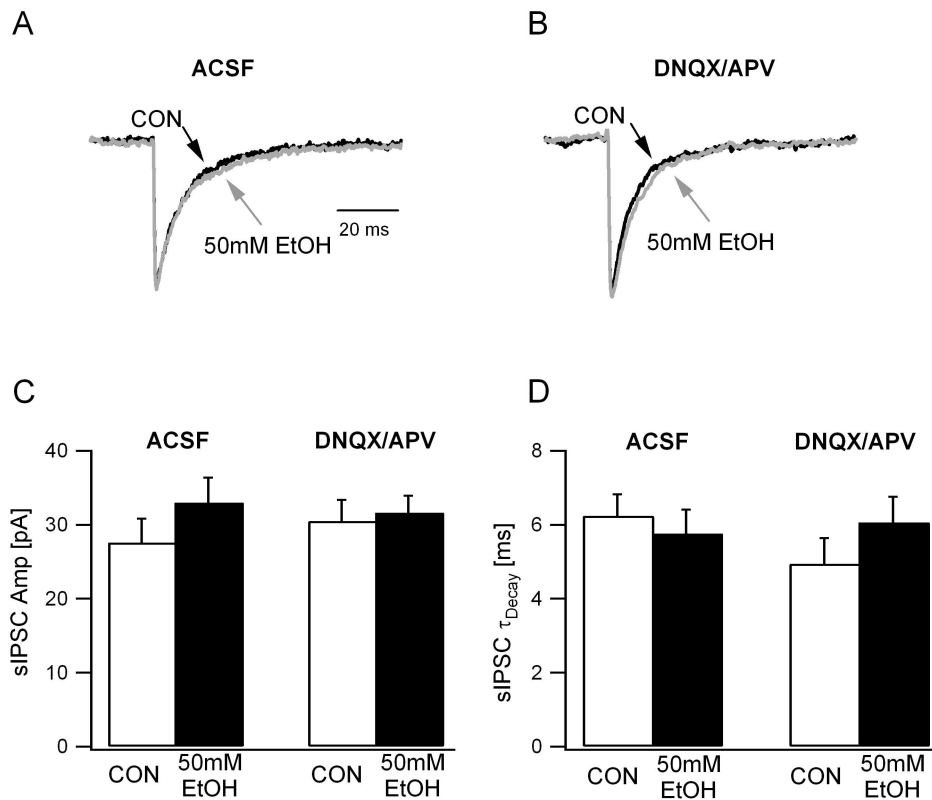 A
ACSF
CON
50mM EtOH
20 ms
B
DNQX/APV
CON
50mM EtOH
C
ACSF
DNQX/APV
sIPSC Amp [pA]
40
30
20
10
0
CON
50mM
EtOH
CON
50mM
EtOH
D
ACSF
DNQX/APV
sIPSC τDecay [ms]
8
6
4
2
0
CON
50mM
EtOH
CON
50mM
EtOH